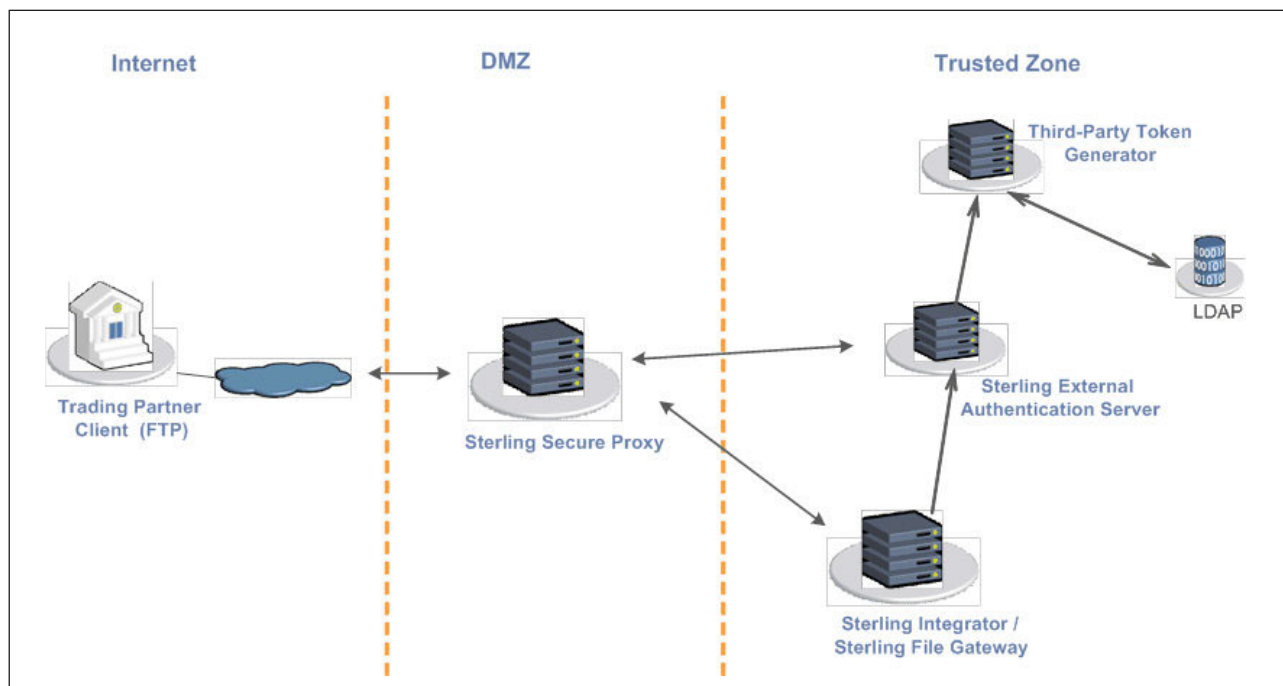 Internet
DMZ
Trusted Zone
Third-Party Token
Generator
LDAP
Trading Partner
Client (FTP)
Sterling Secure Proxy
Sterling External
Authentication Server
Sterling Integrator /
Sterling File Gateway